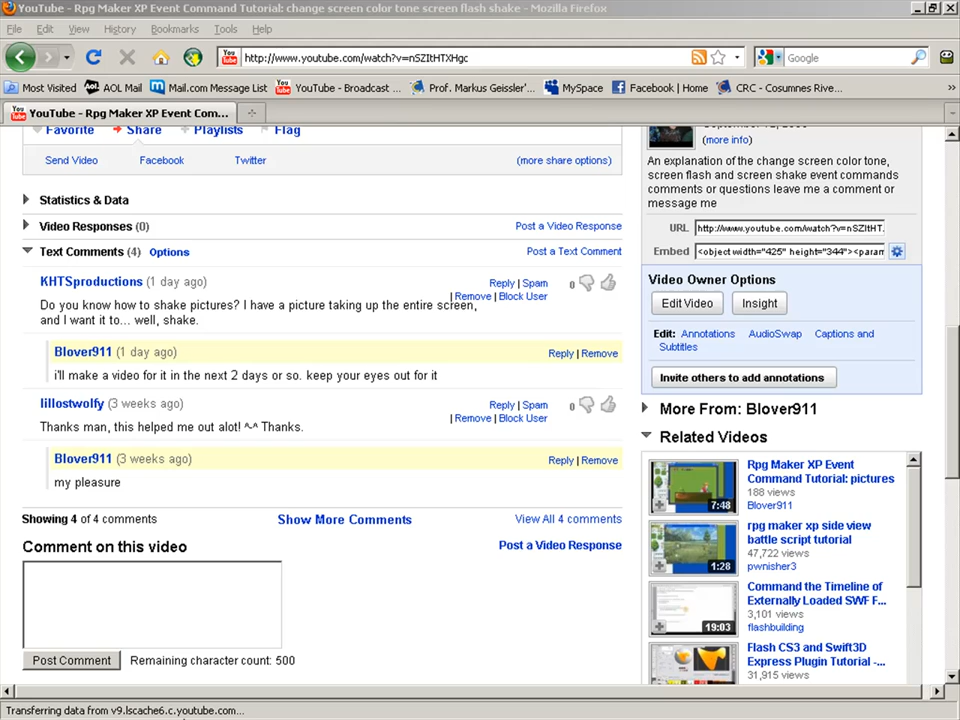 YouTube - Rpg Maker XP Event Command Tutorial: change screen color tone screen flash shake - Mozilla Firefox
File Edit View History Bookmarks Tools Help
You Tube http://www.youtube.com/watch?v=nSZItHTXHgc Google
Most Visited AOL Mail Mail.com Message List YouTube - Broadcast ... Prof. Markus Geissler'... MySpace Facebook | Home CRC - Cosumnes Rive... »
YouTube - Rpg Maker XP Event Com...
Favorite Share Playlists Flag
Send Video Facebook Twitter (more share options)
Statistics & Data
Video Responses (0) Post a Video Response
Text Comments (4) Options Post a Text Comment
KHTSproductions (1 day ago) Reply | Spam
| Remove | Block User
0
Do you know how to shake pictures? I have a picture taking up the entire screen,
and I want it to... well, shake.
Blover911 (1 day ago) Reply | Remove
i'll make a video for it in the next 2 days or so. keep your eyes out for it
lillostwolfy (3 weeks ago) Reply | Spam
| Remove | Block User
0
Thanks man, this helped me out alot! ^-^ Thanks.
Blover911 (3 weeks ago) Reply | Remove
my pleasure
Showing 4 of 4 comments Show More Comments View All 4 comments
Comment on this video Post a Video Response
Post Comment Remaining character count: 500
(more info)
An explanation of the change screen color tone,
screen flash and screen shake event commands
comments or questions leave me a comment or
message me
URL http://www.youtube.com/watch?v=nSZItHT.
Embed <object width="425" height="344"><param
Video Owner Options
Edit Video Insight
Edit: Annotations AudioSwap Captions and
Subtitles
Invite others to add annotations
More From: Blover911
Related Videos
7:48
Rpg Maker XP Event
Command Tutorial: pictures
188 views
Blover911
1:28
rpg maker xp side view
battle script tutorial
47,722 views
pwnisher3
19:03
Command the Timeline of
Externally Loaded SWF F...
3,101 views
flashbuilding
Flash CS3 and Swift3D
Express Plugin Tutorial -...
31,915 views
Transferring data from v9.lscache6.c.youtube.com...